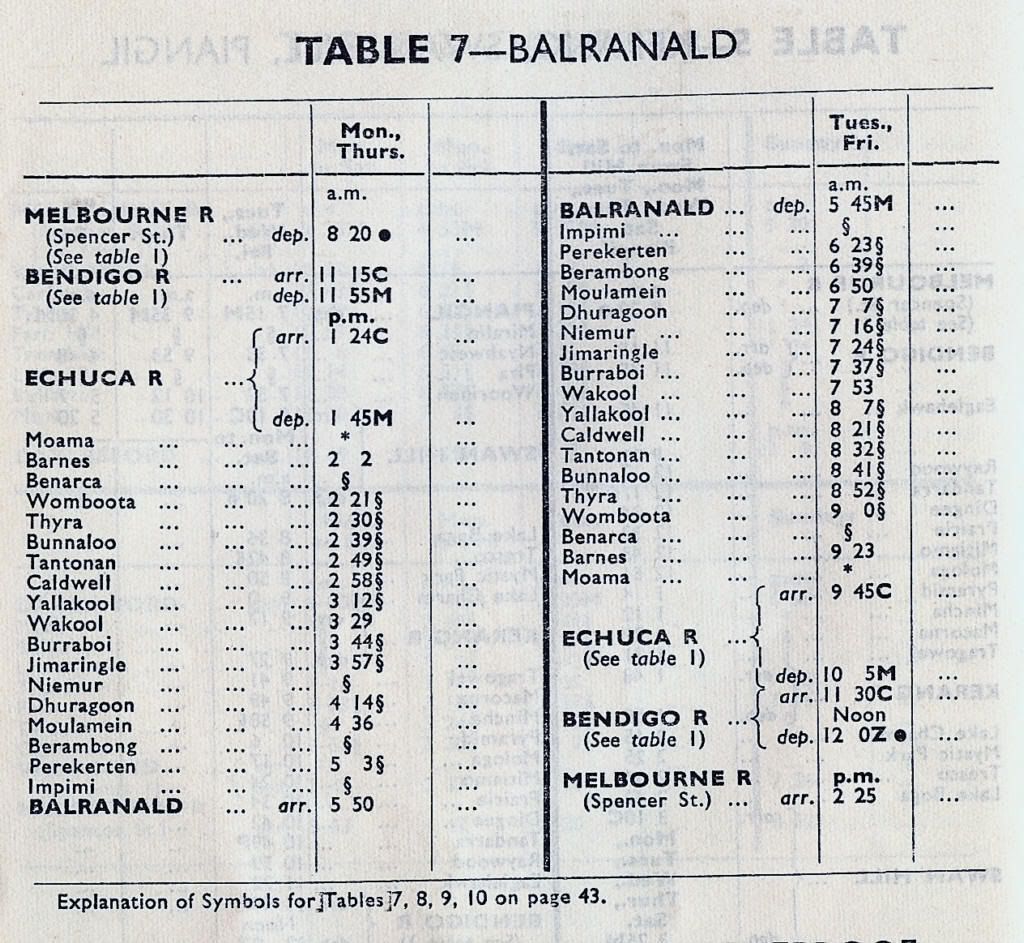 TABLE 7—BALRANALD
Mon.,
Thurs.
a.m.
MELBOURNE R
(Spencer St.) ... dep. 8 20 ● ...
(See table 1)
BENDIGO R arr. 11 15C ...
(See table 1) dep. 11 55M ...
p.m.
arr. 1 24C ...
ECHUCA R ...
dep. 1 45M ...
Moama ... ... * ...
Barnes ... ... ... 2 2 ...
Benarca ... ... ... § ...
Womboota ... ... ... 2 21§ ...
Thyra ... ... ... 2 30§ ...
Bunnaloo ... ... ... 2 39§ ...
Tantonan ... ... ... 2 49§ ...
Caldwell ... ... ... 2 58§ ...
Yallakool ... ... ... 3 12§ ...
Wakool ... ... ... 3 29 ...
Burraboi ... ... ... 3 44§ ...
Jimaringle ... ... ... 3 57§ ...
Niemur ... ... ... § ...
Dhuragoon ... ... ... 4 14§ ...
Moulamein ... ... ... 4 36 ...
Berambong ... ... ... § ...
Perekerten ... ... ... 5 3§ ...
Impimi ... ... ... § ...
BALRANALD arr. 5 50 ...
Tues.,
Fri.
a.m.
BALRANALD ... dep. 5 45M ...
Impimi ... ... ... § ...
Perekerten ... ... 6 23§ ...
Berambong ... ... 6 39§ ...
Moulamein ... ... 6 50 ...
Dhuragoon ... ... 7 7§ ...
Niemur ... ... ... 7 16§ ...
Jimaringle ... ... 7 24§ ...
Burraboi ... ... ... 7 37§ ...
Wakool ... ... ... 7 53 ...
Yallakool ... ... ... 8 7§ ...
Caldwell ... ... 8 21§ ...
Tantonan ... ... ... 8 32§ ...
Bunnaloo ... ... ... 8 41§ ...
Thyra ... ... ... 8 52§ ...
Womboota ... ... 9 0§ ...
Benarca ... ... ... § ...
Barnes ... ... ... 9 23 ...
Moama ... ... ... * ...
arr. 9 45C ...
ECHUCA R ...
(See table 1)
dep. 10 5M ...
arr. 11 30C ...
BENDIGO R ... Noon
(See table 1) dep. 12 0Z ● ...
MELBOURNE R p.m.
(Spencer St.) ... arr. 2 25 ...
Explanation of Symbols for Tables 7, 8, 9, 10 on page 43.